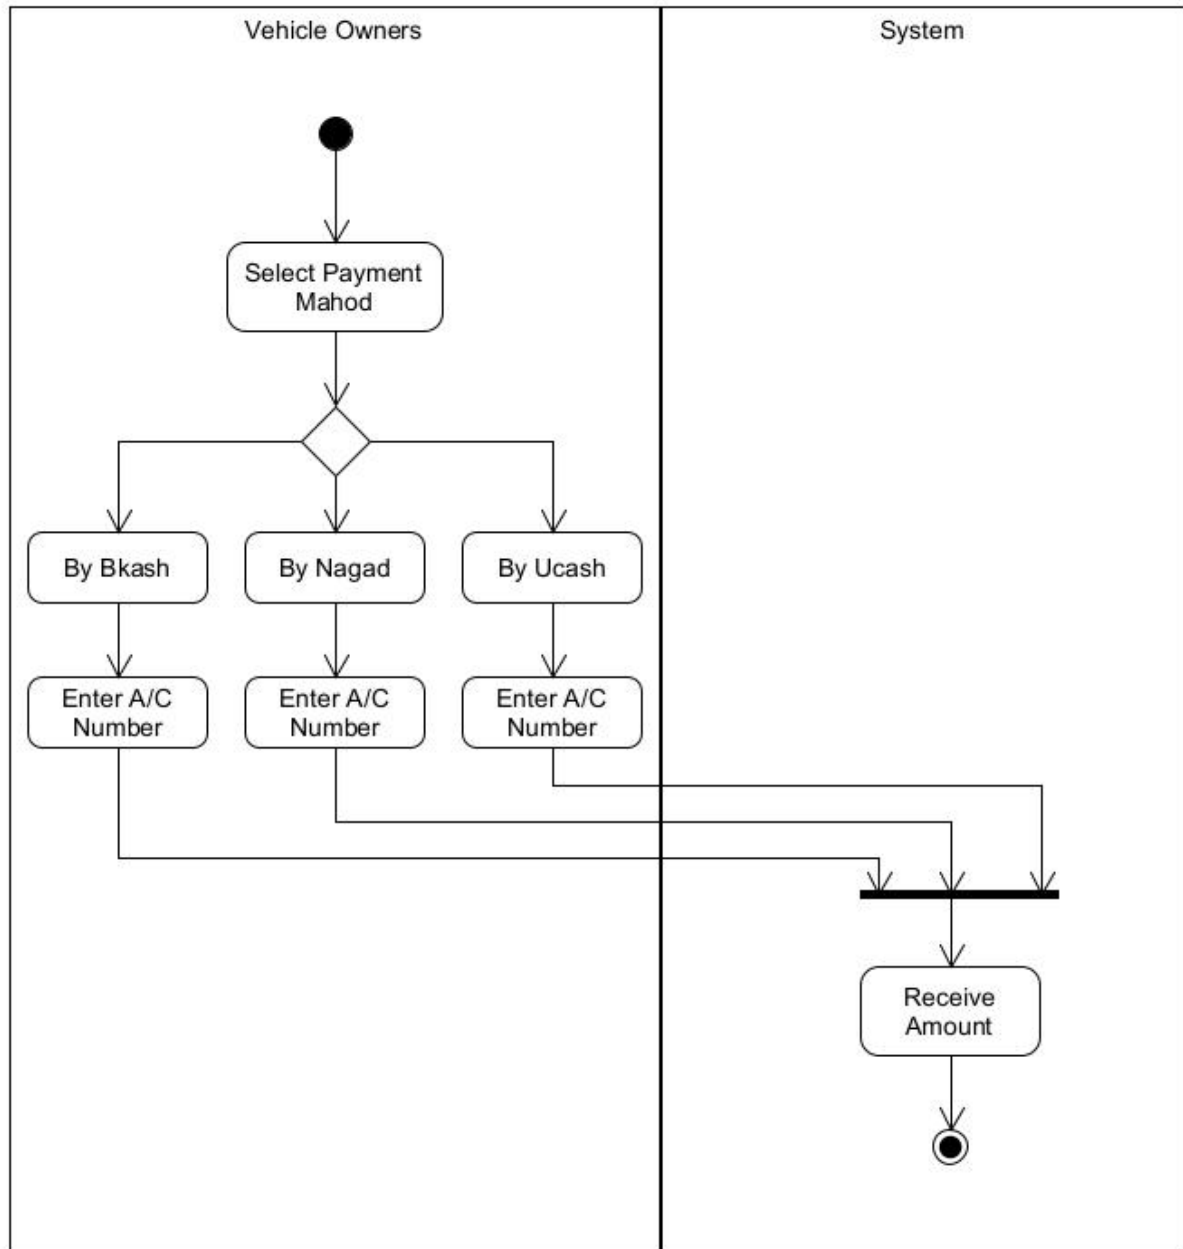 Vehicle Owners
System
Select Payment
Mahod
By Bkash
By Nagad
By Ucash
Enter A/C
Number
Enter A/C
Number
Enter A/C
Number
Receive
Amount